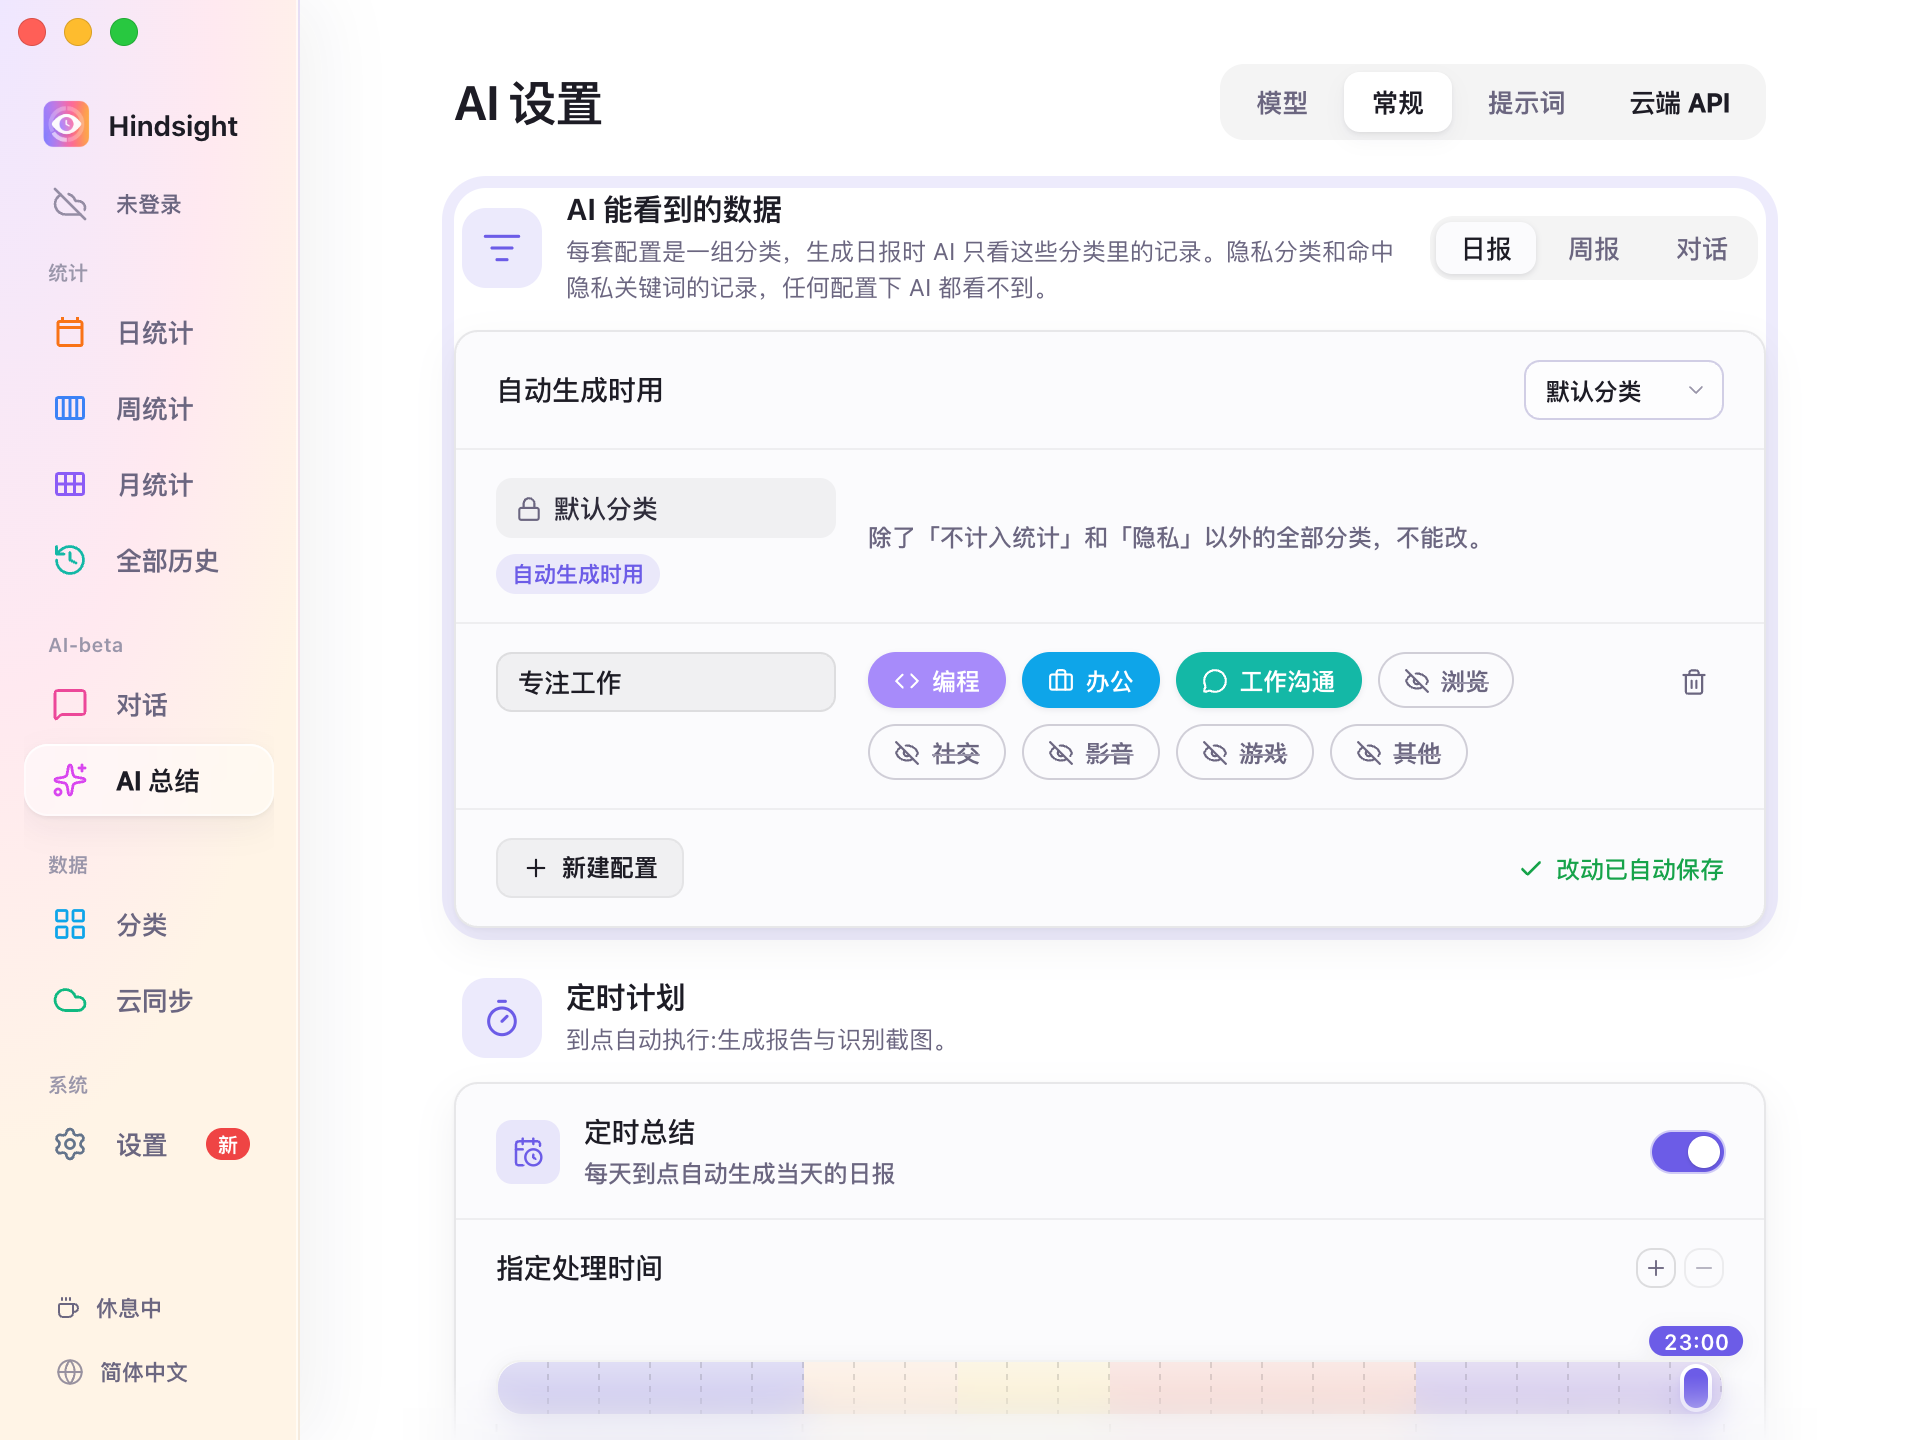 Hindsight
未登录
统计
日统计
周统计
月统计
全部历史
AI-beta
对话
AI 总结
数据
分类
云同步
系统
设置
新
休息中
简体中文
AI 设置
模型
常规
提示词
云端 API
AI 能看到的数据
每套配置是一组分类，生成日报时 AI 只看这些分类里的记录。隐私分类和命中
隐私关键词的记录，任何配置下 AI 都看不到。
日报
周报
对话
自动生成时用
默认分类
默认分类
自动生成时用
除了「不计入统计」和「隐私」以外的全部分类，不能改。
专注工作
编程
办公
工作沟通
浏览
社交
影音
游戏
其他
新建配置
改动已自动保存
定时计划
到点自动执行:生成报告与识别截图。
定时总结
每天到点自动生成当天的日报
指定处理时间
23:00